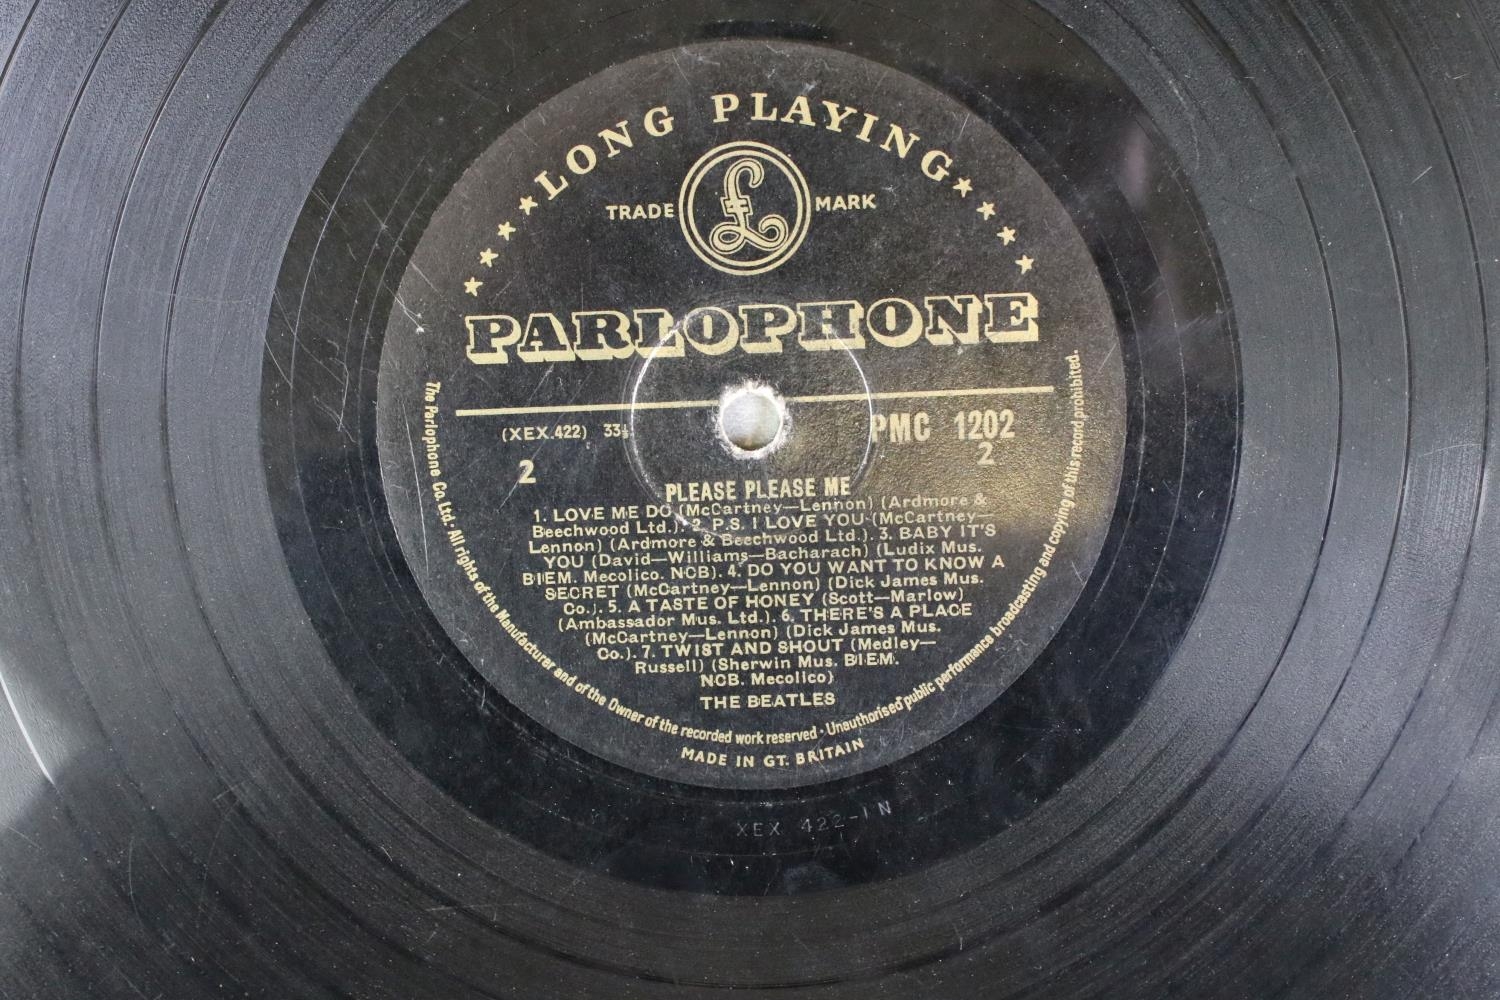 LONG PLAYING
TRADE £ MARK
PARLOPHONE
(XEX.422) 33⅓
PMC 1202
2
2
PLEASE PLEASE ME
1. LOVE ME DO (McCartney—Lennon) (Ardmore &
Beechwood Ltd.). 2. P.S. I LOVE YOU (McCartney—
Lennon) (Ardmore & Beechwood Ltd.). 3. BABY IT'S
YOU (David—Williams—Bacharach) (Ludix Mus.
BIEM. Mecolico. NCB). 4. DO YOU WANT TO KNOW A
SECRET (McCartney—Lennon) (Dick James Mus.
Co.). 5. A TASTE OF HONEY (Scott—Marlow)
(Ambassador Mus. Ltd.). 6. THERE'S A PLACE
(McCartney—Lennon) (Dick James Mus.
Co.). 7. TWIST AND SHOUT (Medley—
Russell) (Sherwin Mus. BIEM.
NCB. Mecolico)
THE BEATLES
The Parlophone Co. Ltd · All rights of the Manufacturer and of the Owner of the recorded work reserved · Unauthorised public performance broadcasting and copying of this record prohibited.
MADE IN GT. BRITAIN
XEX 422-1N